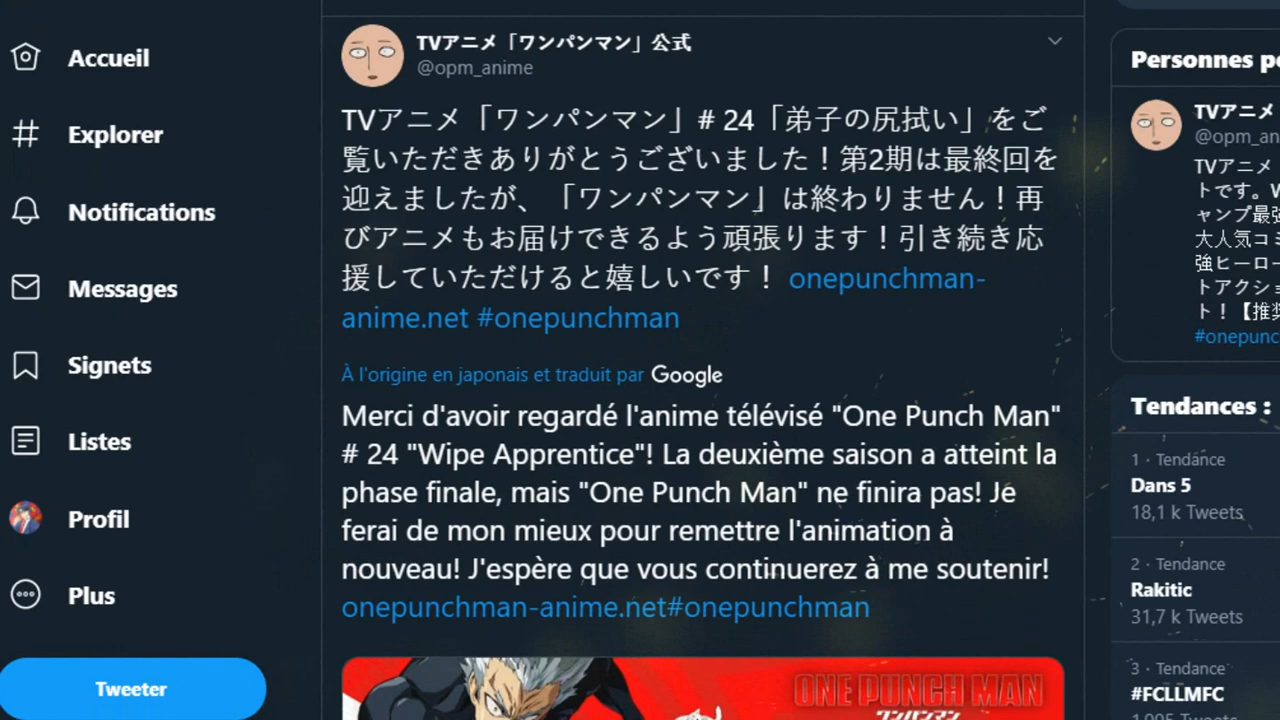 Accueil
Explorer
Notifications
Messages
Signets
Listes
Profil
Plus
Tweeter
TVアニメ「ワンパンマン」公式
@opm_anime
TVアニメ「ワンパンマン」# 24「弟子の尻拭い」をご
覧いただきありがとうございました！第2期は最終回を
迎えましたが、「ワンパンマン」は終わりません！再
びアニメもお届けできるよう頑張ります！引き続き応
援していただけると嬉しいです！ onepunchman-
anime.net #onepunchman
À l'origine en japonais et traduit par Google
Merci d'avoir regardé l'anime télévisé "One Punch Man"
# 24 "Wipe Apprentice"! La deuxième saison a atteint la
phase finale, mais "One Punch Man" ne finira pas! Je
ferai de mon mieux pour remettre l'animation à
nouveau! J'espère que vous continuerez à me soutenir!
onepunchman-anime.net#onepunchman
ONE PUNCH MAN
ワンパンマン
Personnes pe
TVアニメ
@opm_an
TVアニメ
トです。W
ャンプ最強
大人気コミ
強ヒーロー
トアクショ
ト！【推奨
#onepunc
Tendances :
1 · Tendance
Dans 5
18,1 k Tweets
2 · Tendance
Rakitic
31,7 k Tweets
3 · Tendance
#FCLLMFC